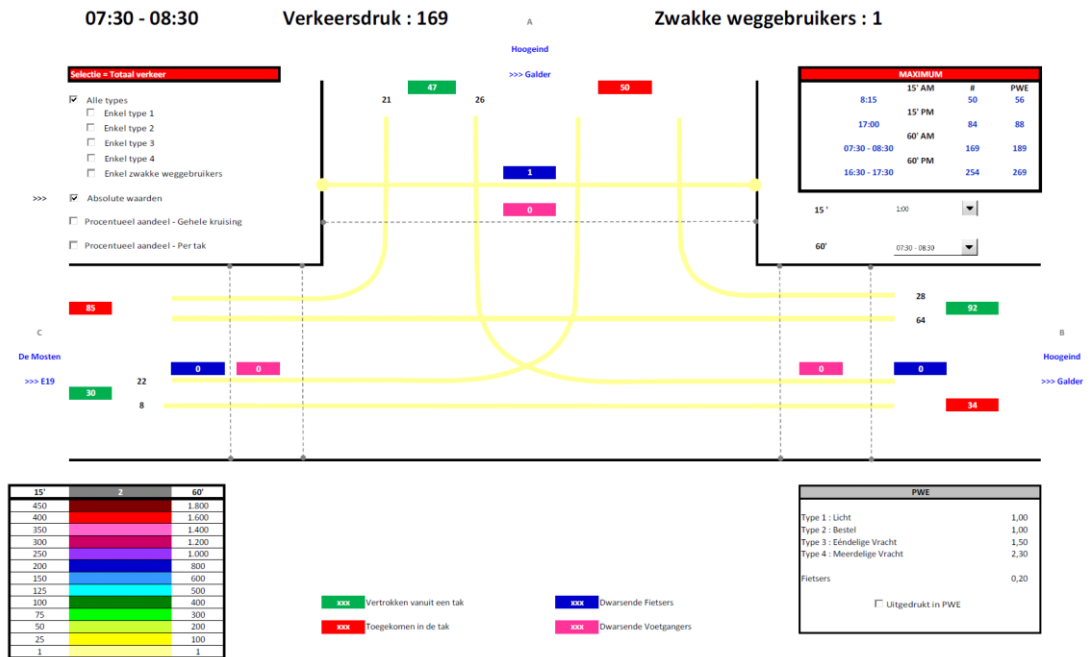 07:30 - 08:30 Verkeersdruk : 169 Zwakke weggebruikers : 1
A
Hoogeind
>>> Galder
Selectie = Totaal verkeer
Alle types
Enkel type 1
Enkel type 2
Enkel type 3
Enkel type 4
Enkel zwakke weggebruikers
>>> Absolute waarden
Procentueel aandeel - Gehele kruising
Procentueel aandeel - Per tak
47 50
21 26
1
0
MAXIMUM
15' AM # PWE
8:15 50 56
15' PM
17:00 84 88
60' AM
07:30 - 08:30 169 189
60' PM
16:30 - 17:30 254 269
15 ' 1:00
60' 07:30 - 08:30
85
C
De Mosten
>>> E19
30
22
8
0 0
0 0
28
92
64
B
Hoogeind
>>> Galder
34
15' 2 60'
450 1.800
400 1.600
350 1.400
300 1.200
250 1.000
200 800
150 600
125 500
100 400
75 300
50 200
25 100
1 1
xxx Vertrokken vanuit een tak
xxx Toegekomen in de tak
xxx Dwarsende Fietsers
xxx Dwarsende Voetgangers
PWE
Type 1 : Licht 1,00
Type 2 : Bestel 1,00
Type 3 : Eéndelige Vracht 1,50
Type 4 : Meerdelige Vracht 2,30
Fietsers 0,20
Uitgedrukt in PWE